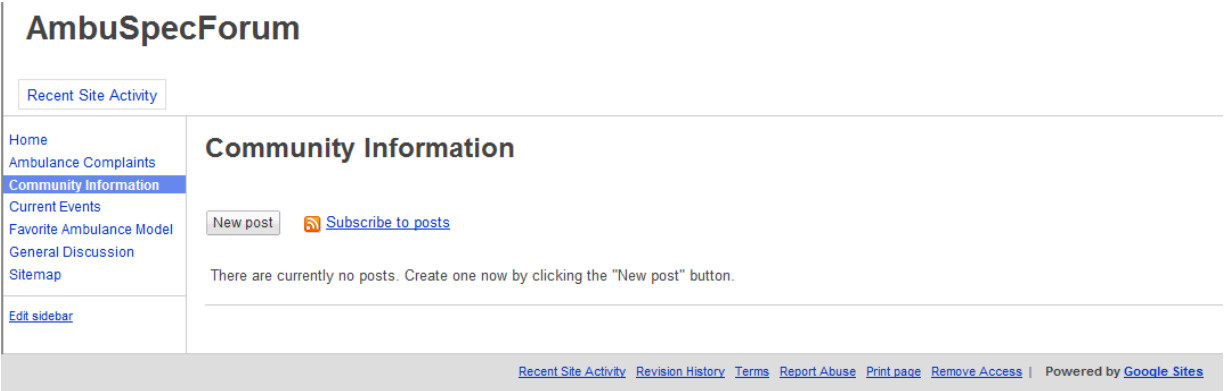 AmbuSpecForum
Recent Site Activity
Home
Ambulance Complaints
Community Information
Current Events
Favorite Ambulance Model
General Discussion
Sitemap
Edit sidebar
Community Information
New post Subscribe to posts
There are currently no posts. Create one now by clicking the "New post" button.
Recent Site Activity Revision History Terms Report Abuse Print page Remove Access | Powered by Google Sites